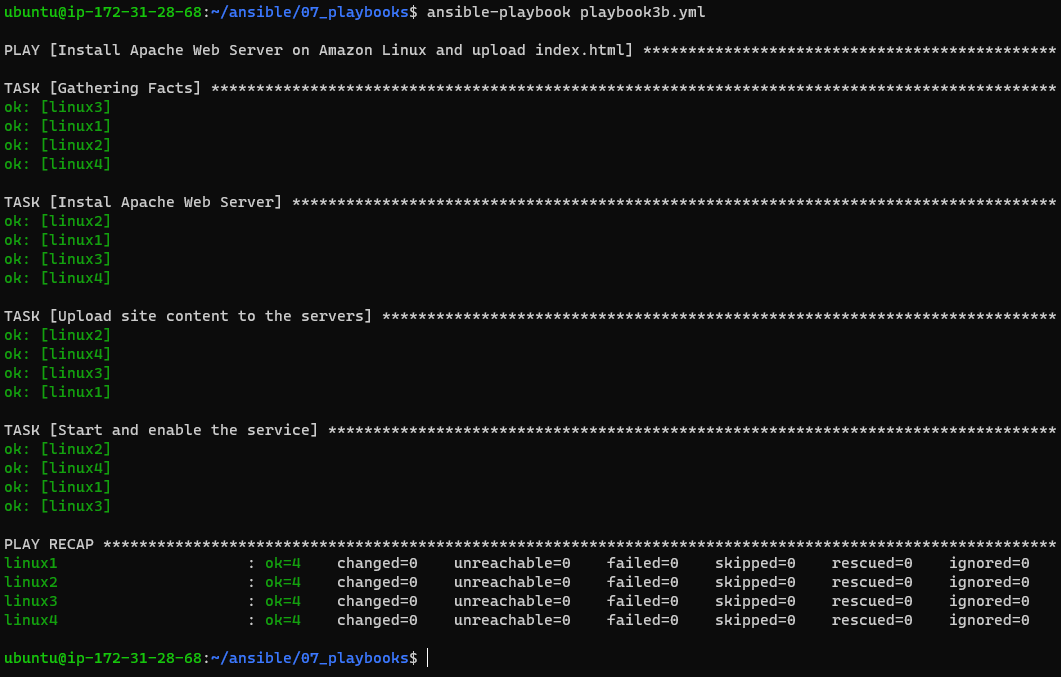 ubuntu@ip-172-31-28-68:~/ansible/07_playbooks$ ansible-playbook playbook3b.yml
PLAY [Install Apache Web Server on Amazon Linux and upload index.html] **********************************************
TASK [Gathering Facts] **********************************************************************************************
ok: [linux3]
ok: [linux1]
ok: [linux2]
ok: [linux4]
TASK [Instal Apache Web Server] *************************************************************************************
ok: [linux2]
ok: [linux1]
ok: [linux3]
ok: [linux4]
TASK [Upload site content to the servers] ***************************************************************************
ok: [linux2]
ok: [linux4]
ok: [linux3]
ok: [linux1]
TASK [Start and enable the service] *********************************************************************************
ok: [linux2]
ok: [linux4]
ok: [linux1]
ok: [linux3]
PLAY RECAP **********************************************************************************************************
linux1                     : ok=4    changed=0    unreachable=0    failed=0    skipped=0    rescued=0    ignored=0
linux2                     : ok=4    changed=0    unreachable=0    failed=0    skipped=0    rescued=0    ignored=0
linux3                     : ok=4    changed=0    unreachable=0    failed=0    skipped=0    rescued=0    ignored=0
linux4                     : ok=4    changed=0    unreachable=0    failed=0    skipped=0    rescued=0    ignored=0
ubuntu@ip-172-31-28-68:~/ansible/07_playbooks$